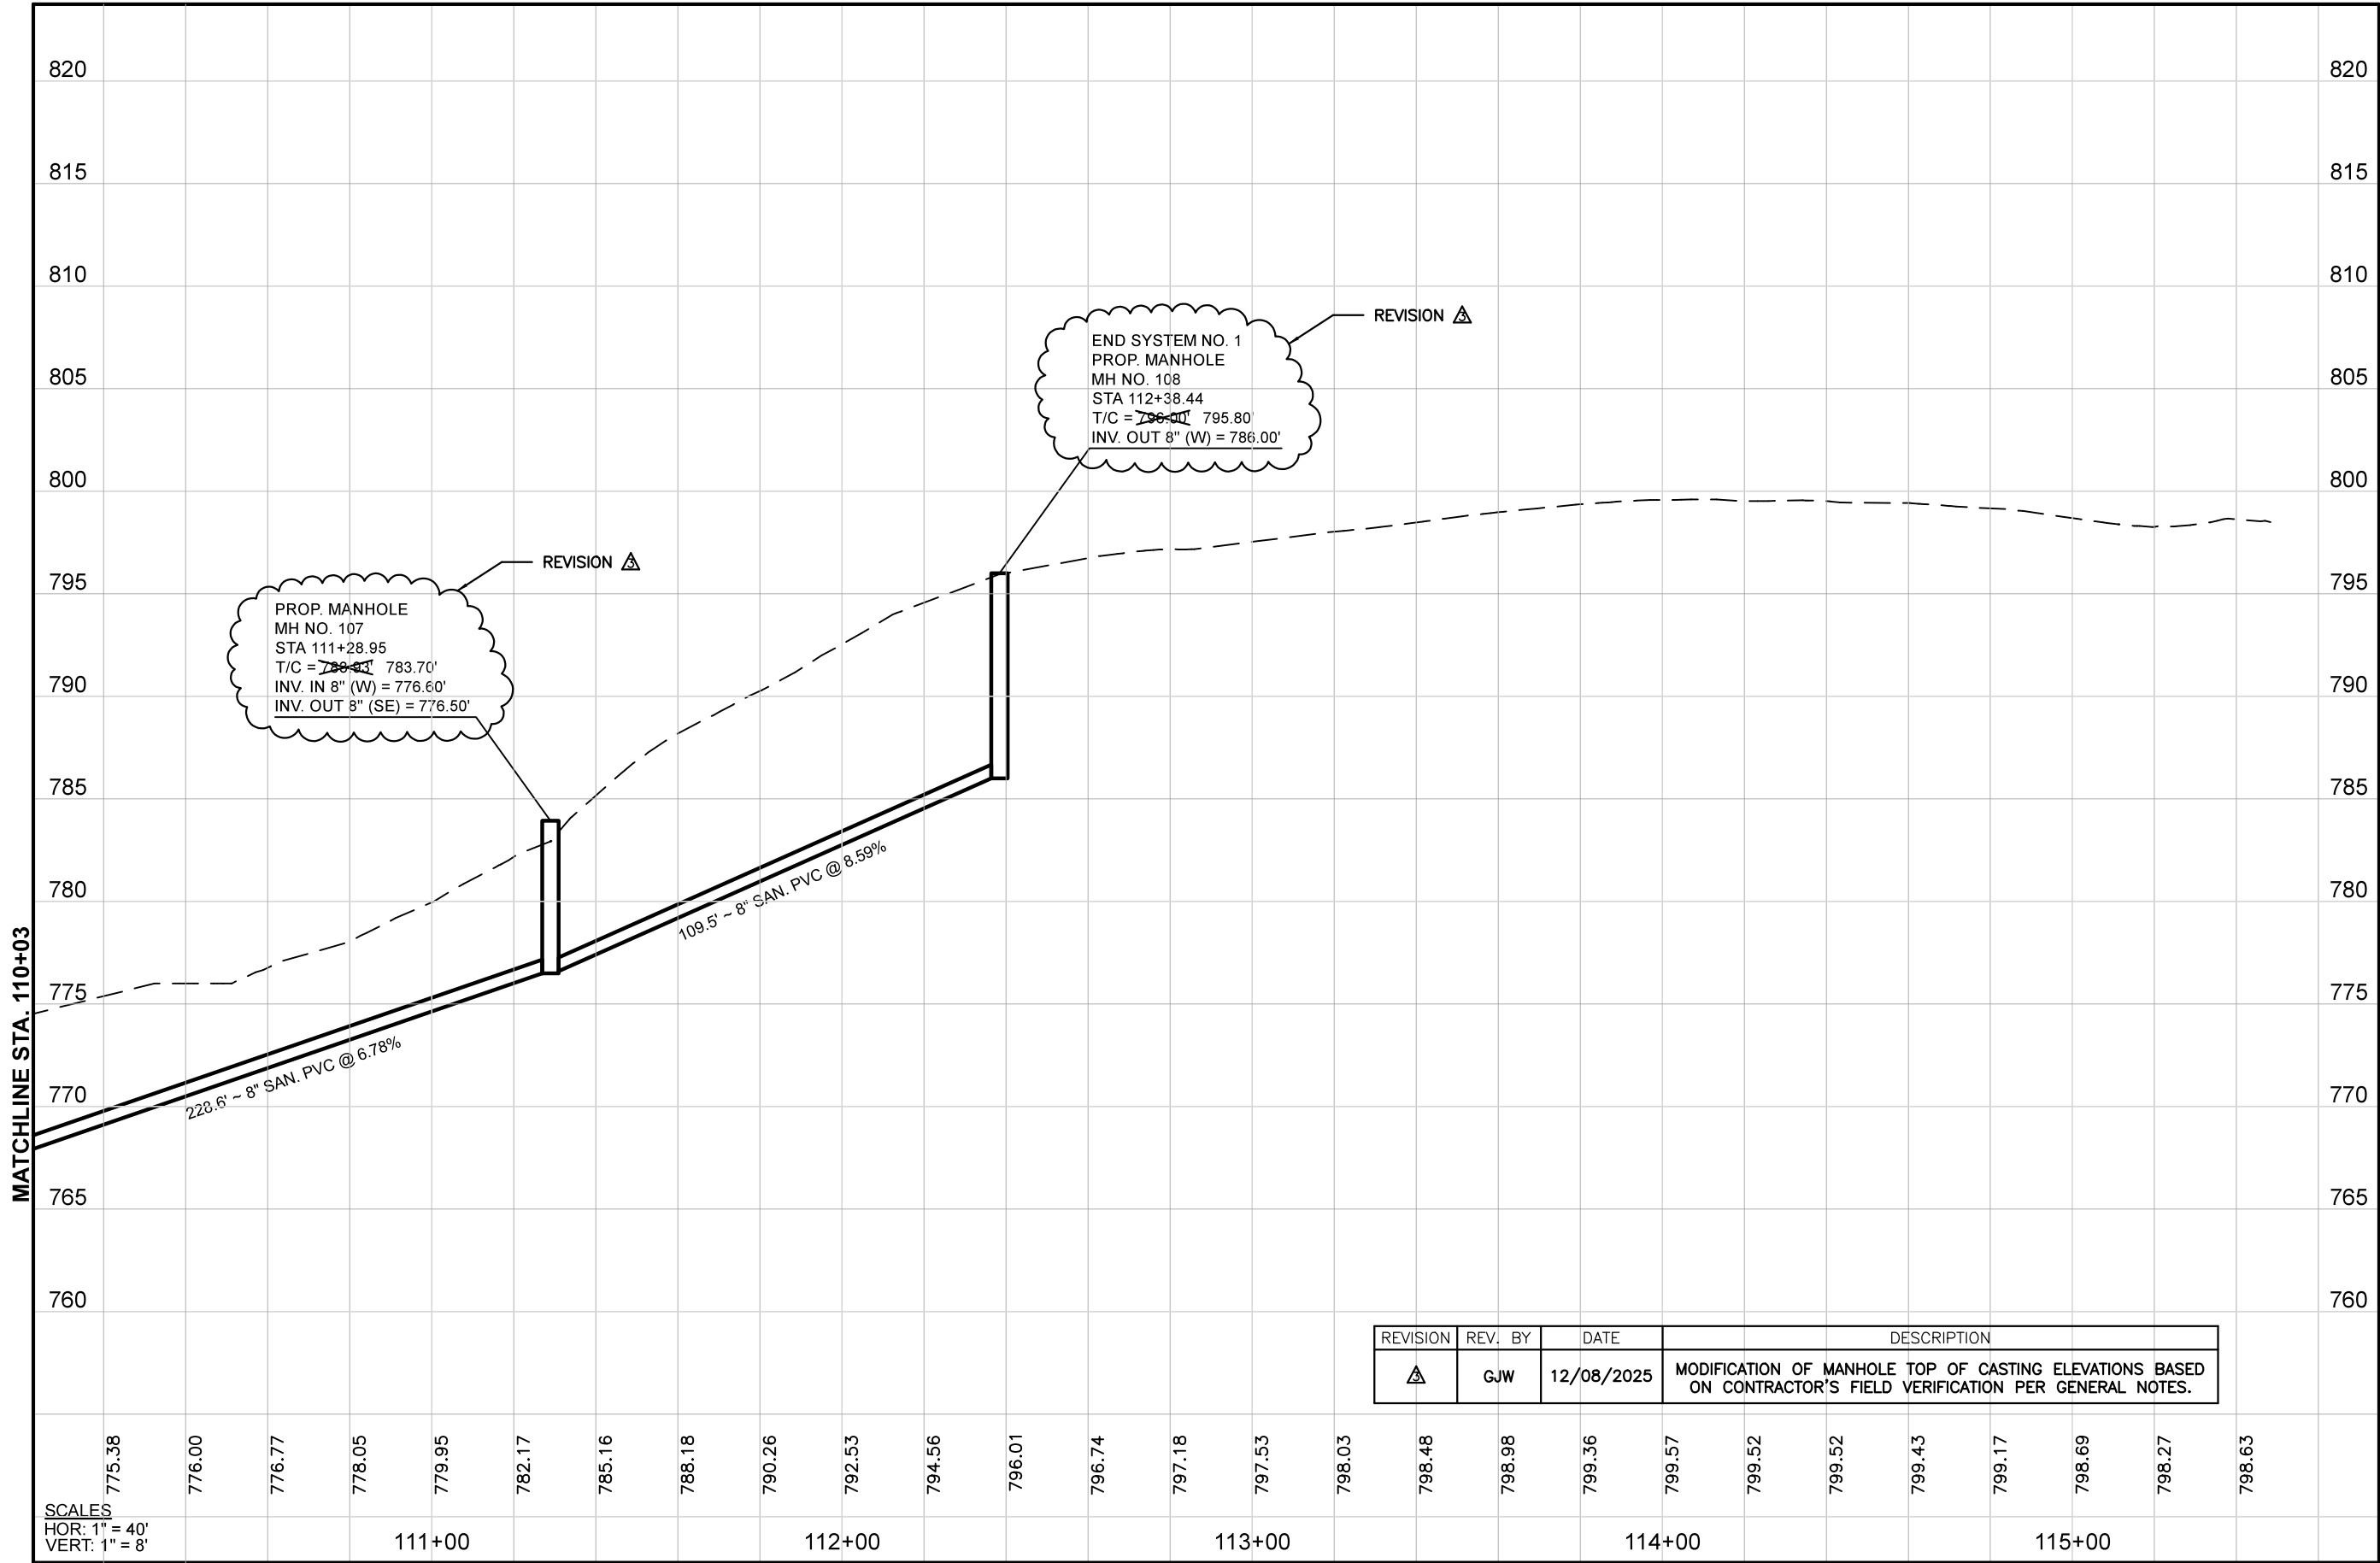 820
820
815
815
810
810
END SYSTEM NO. 1
PROP. MANHOLE
MH NO. 108
STA 112+38.44
T/C = 796.00' 795.80'
INV. OUT 8" (W) = 786.00'
REVISION 3
805
805
800
800
REVISION 3
795
795
PROP. MANHOLE
MH NO. 107
STA 111+28.95
T/C = 783.93' 783.70'
INV. IN 8" (W) = 776.60'
INV. OUT 8" (SE) = 776.50'
790
790
785
785
109.5' ~ 8" SAN. PVC @ 8.59%
780
780
MATCHLINE STA. 110+03
775
775
228.6' ~ 8" SAN. PVC @ 6.78%
770
770
765
765
760
760
REVISION REV. BY DATE DESCRIPTION
3 GJW 12/08/2025 MODIFICATION OF MANHOLE TOP OF CASTING ELEVATIONS BASED
ON CONTRACTOR'S FIELD VERIFICATION PER GENERAL NOTES.
775.38
776.00
776.77
778.05
779.95
782.17
785.16
788.18
790.26
792.53
794.56
796.01
796.74
797.18
797.53
798.03
798.48
798.98
799.36
799.57
799.52
799.52
799.43
799.17
798.69
798.27
798.63
SCALES
HOR: 1" = 40'
VERT: 1" = 8'
111+00
112+00
113+00
114+00
115+00